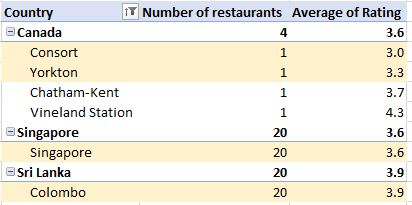 Country Number of restaurants Average of Rating
Canada 4 3.6
Consort 1 3.0
Yorkton 1 3.3
Chatham-Kent 1 3.7
Vineland Station 1 4.3
Singapore 20 3.6
Singapore 20 3.6
Sri Lanka 20 3.9
Colombo 20 3.9